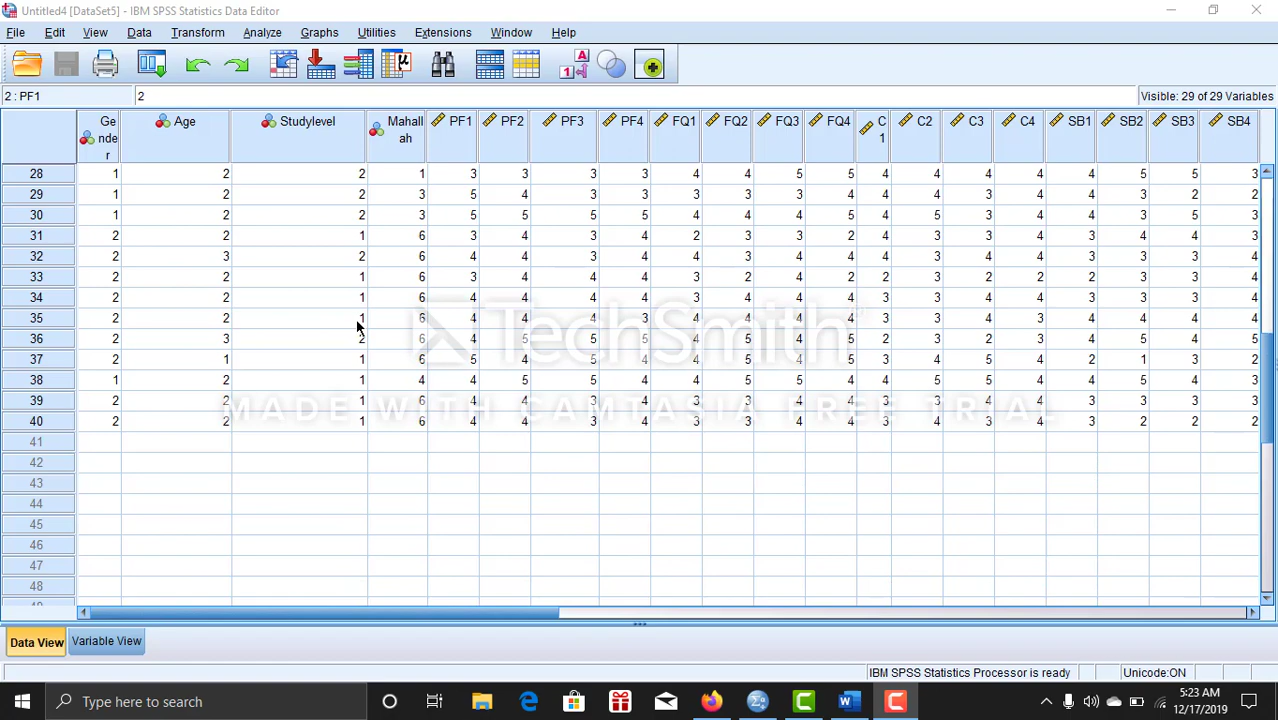 Untitled4 [DataSet5] - IBM SPSS Statistics Data Editor
File Edit View Data Transform Analyze Graphs Utilities Extensions Window Help
2 : PF1 2 Visible: 29 of 29 Variables
Gender Age Studylevel Mahallah PF1 PF2 PF3 PF4 FQ1 FQ2 FQ3 FQ4 C1 C2 C3 C4 SB1 SB2 SB3 SB4
28 1 2 2 1 3 3 3 3 4 4 5 5 4 4 4 4 4 5 5 3
29 1 2 2 3 5 4 3 3 3 3 3 4 4 4 3 4 4 3 2 2
30 1 2 2 3 5 5 5 5 4 4 4 5 4 5 4 4 4 3 5 3
31 2 2 1 6 3 4 3 4 2 3 3 2 4 3 3 4 3 4 4 3
32 2 3 2 6 4 4 3 4 4 3 4 4 4 3 4 4 3 3 3 4
33 2 2 1 6 3 4 4 4 3 2 4 2 2 3 2 2 4 3 3 4
34 2 2 1 6 4 4 4 4 3 4 4 4 3 3 4 4 3 3 3 4
35 2 2 1 6 4 4 4 3 4 4 4 4 3 3 4 3 4 4 4 4
36 2 3 2 6 4 5 5 5 4 5 4 5 2 3 2 3 4 5 4 5
37 2 1 1 6 5 4 5 4 4 5 4 5 3 4 5 4 2 1 3 2
38 1 2 1 4 4 5 5 4 4 5 5 4 4 5 5 4 4 5 4 3
39 2 2 1 6 4 4 3 4 4 3 4 4 3 4 4 4 3 3 3 3
40 2 2 1 6 4 4 3 4 3 3 4 4 3 4 3 4 3 2 2 2
41
42
43
44
45
46
47
48
TechSmith
MADE WITH CAMTASIA FREE TRIAL
Data View Variable View
IBM SPSS Statistics Processor is ready Unicode:ON
Type here to search
5:23 AM
12/17/2019